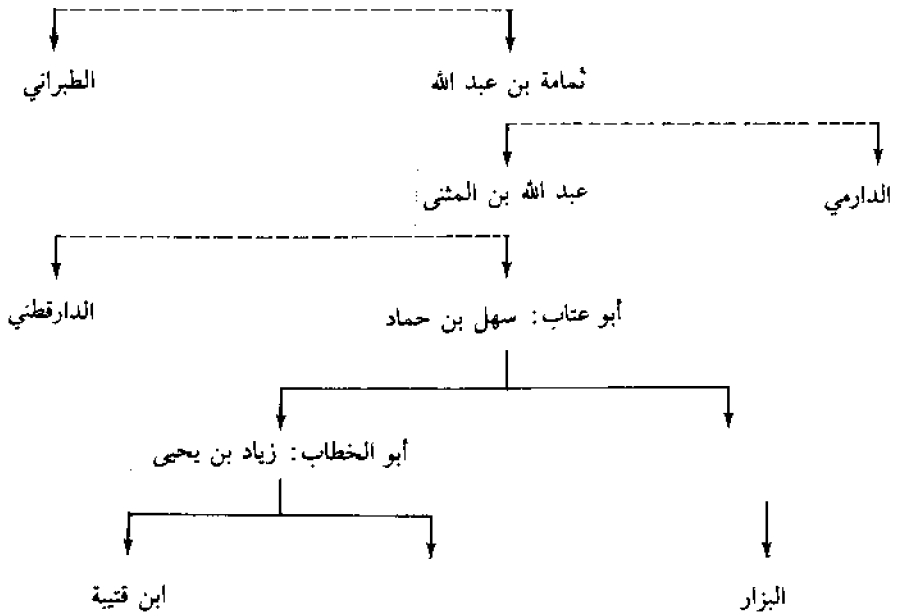 ثمامة بن عبد الله الطبراني
الدارمي عبد الله بن المثنى
أبو عتاب: سهل بن حماد الدارقطني
أبو الخطاب: زياد بن يحيى
البزار ابن قتيبة